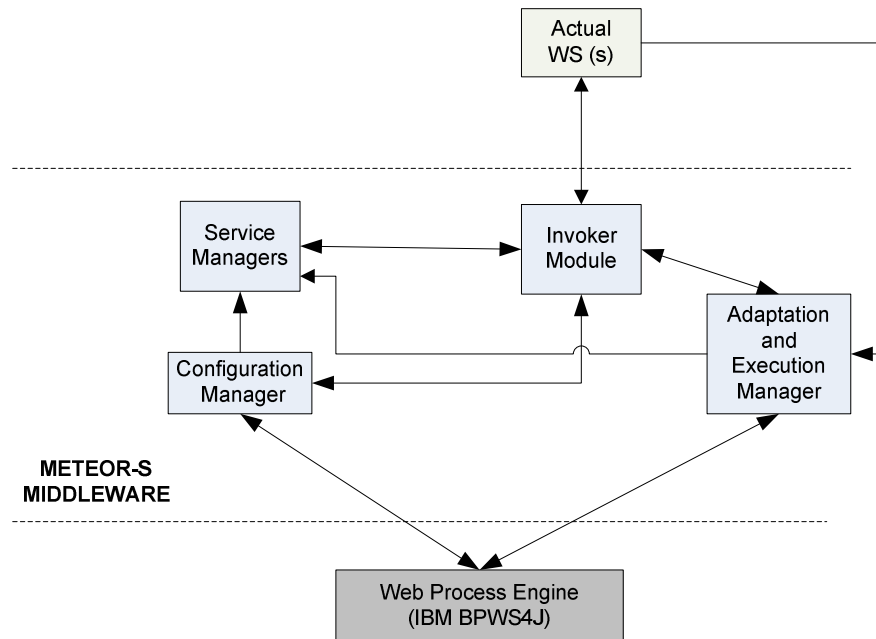 Actual
WS (s)
Service
Managers
Invoker
Module
Adaptation
and
Execution
Manager
Configuration
Manager
METEOR-S
MIDDLEWARE
Web Process Engine
(IBM BPWS4J)